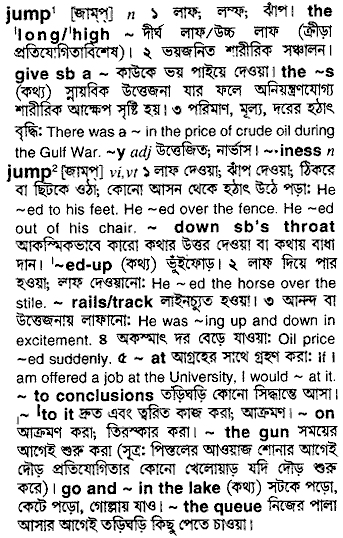 jump¹ [জাম্প্] n ১ লাফ; লম্ফ; ঝাঁপ। the
ˈlong/ˈhigh ~ দীর্ঘ লাফ/উচ্চ লাফ (ক্রীড়া
প্রতিযোগিতাবিশেষ)। ২ ভয়জনিত শারীরিক সঞ্চালন।
give sb a ~ কাউকে ভয় পাইয়ে দেওয়া। the ~s
(কথ্য) স্নায়বিক উত্তেজনা যার ফলে অনিয়ন্ত্রণযোগ্য
শারীরিক আক্ষেপ সৃষ্টি হয়। ৩ পরিমাণ, মূল্য, দরের হঠাৎ
বৃদ্ধি: There was a ~ in the price of crude oil during
the Gulf War. ~y adj উত্তেজিত; নার্ভাস। ~·iness n
jump² [জাম্প্] vi,vt ১ লাফ দেওয়া; ঝাঁপ দেওয়া; ঠিকরে
বা ছিটকে ওঠা; কোনো আসন থেকে হঠাৎ উঠে পড়া: He
~ed to his feet. He ~ed over the fence. He ~ed
out of his chair. ~ down sb's throat
আকস্মিকভাবে কারো কথার উত্তর দেওয়া বা কথায় বাধা
দান। ˈ~ed-up (কথ্য) ভুঁইফোড়। ২ লাফ দিয়ে পার
হওয়া; লাফ দেওয়ানো: He ~ed the horse over the
stile. ~ rails/track লাইনচ্যুত হওয়া। ৩ আনন্দ বা
উত্তেজনায় লাফানো: He was ~ing up and down in
excitement. ৪ অকস্মাৎ দর বেড়ে যাওয়া: Oil price
~ed suddenly. ৫ ~ at আগ্রহের সাথে গ্রহণ করা: if I
am offered a job at the University, I would ~ at it.
~ to conclusions তড়িঘড়ি কোনো সিদ্ধান্তে আসা।
~ ˈto it দ্রুত এবং ত্বরিত কাজ করা; আক্রমণ। ~ on
আক্রমণ করা; তিরস্কার করা। ~ the gun সময়ের
আগেই শুরু করা (সূত্র: পিস্তলের আওয়াজ শোনার আগেই
দৌড় প্রতিযোগিতার কোনো খেলোয়াড় যদি দৌড় শুরু
করে)। go and ~ in the lake (কথ্য) সটকে পড়ো,
কেটে পড়ো, গোল্লায় যাও। ~ the queue নিজের পালা
আসার আগেই তড়িঘড়ি কিছু পেতে চাওয়া।